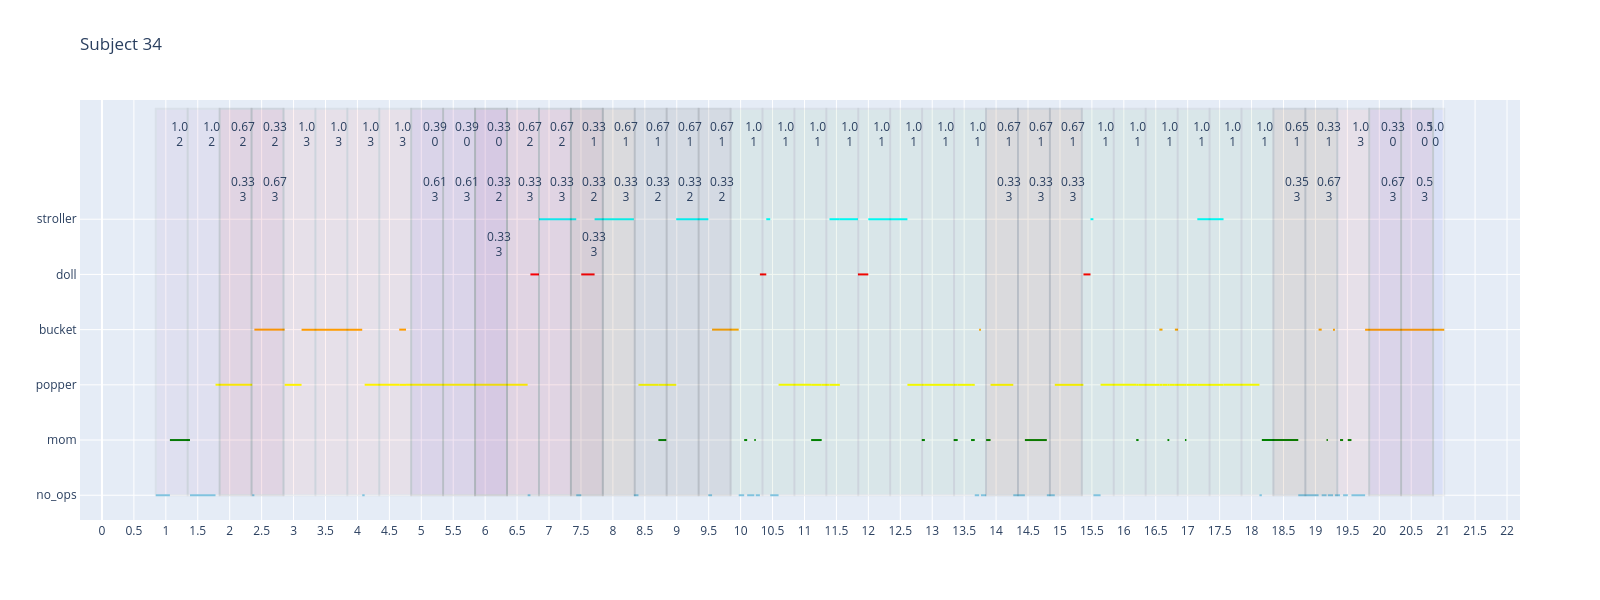 Subject 34
1.0 1.0 0.67 0.33 1.0 1.0 1.0 1.0 0.39 0.39 0.33 0.67 0.67 0.33 0.67 0.67 0.67 0.67 1.0 1.0 1.0 1.0 1.0 1.0 1.0 1.0 0.67 0.67 0.67 1.0 1.0 1.0 1.0 1.0 1.0 0.65 0.33 1.0 0.33 0.5 1.0
2 2 2 2 3 3 3 3 0 0 0 2 2 1 1 1 1 1 1 1 1 1 1 1 1 1 1 1 1 1 1 1 1 1 1 1 1 3 0 0 0
0.33 0.67 0.61 0.61 0.33 0.33 0.33 0.33 0.33 0.33 0.33 0.33 0.33 0.33 0.33 0.35 0.67 0.67 0.5
3 3 3 3 2 3 3 2 3 2 2 2 3 3 3 3 3 3 3
stroller
0.33 0.33
3 3
doll
bucket
popper
mom
no_ops
0 0.5 1 1.5 2 2.5 3 3.5 4 4.5 5 5.5 6 6.5 7 7.5 8 8.5 9 9.5 10 10.5 11 11.5 12 12.5 13 13.5 14 14.5 15 15.5 16 16.5 17 17.5 18 18.5 19 19.5 20 20.5 21 21.5 22